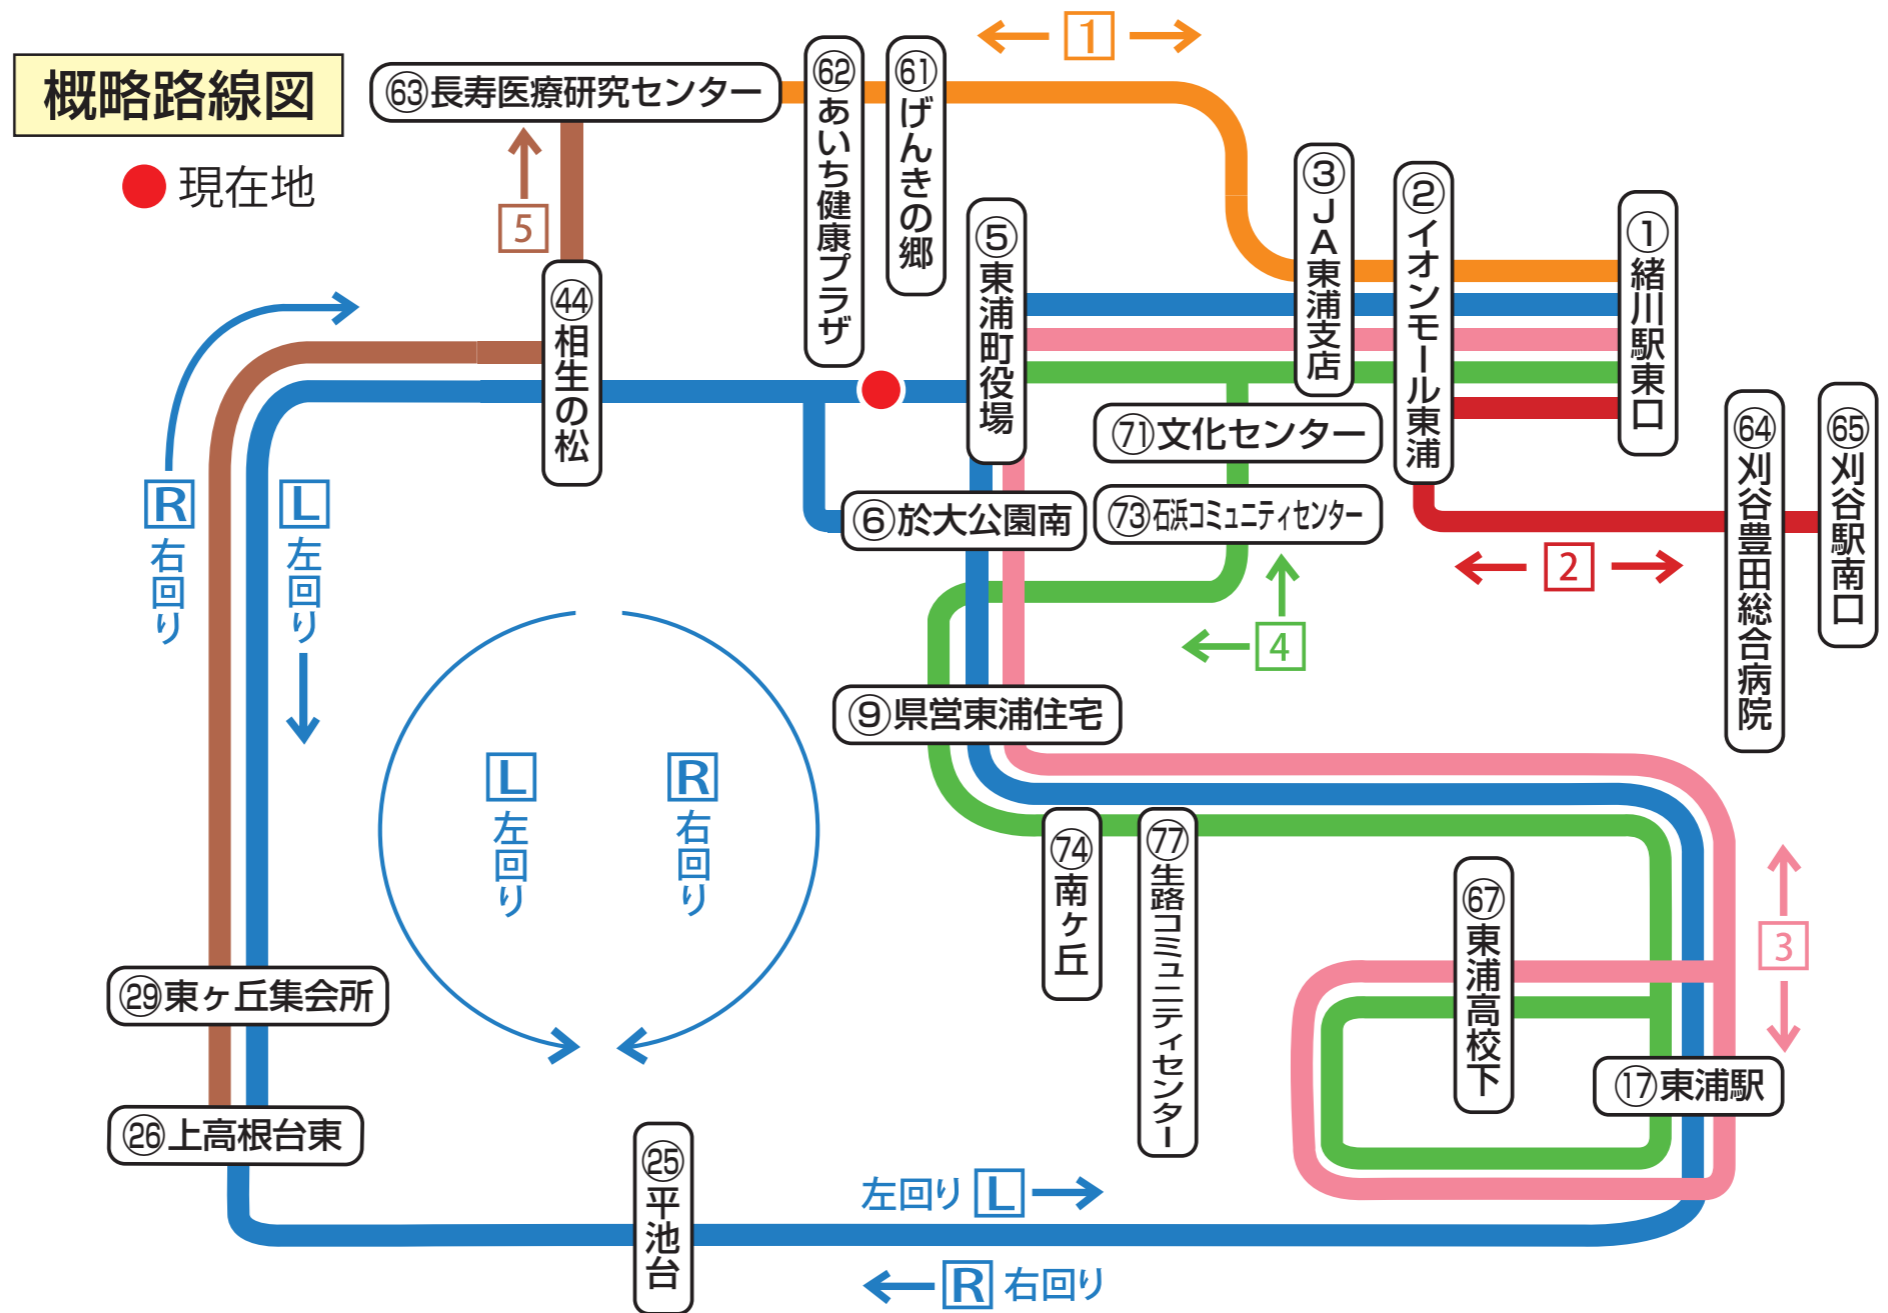 概略路線図
現在地
1
㊿63長寿医療研究センター
㊿62あいち健康プラザ
㊿61げんきの郷
⑤東浦町役場
③JA東浦支店
②イオンモール東浦
①緒川駅東口
64刈谷豊田総合病院
65刈谷駅南口
5
㊹相生の松
R 右回り
L 左回り
71文化センター
⑥於大公園南
73石浜コミュニティセンター
2
4
⑨県営東浦住宅
L 左回り
R 右回り
74南ヶ丘
77生路コミュニティセンター
67東浦高校下
3
㉙東ヶ丘集会所
⑰東浦駅
㉖上高根台東
㉕平池台
左回り L
R 右回り